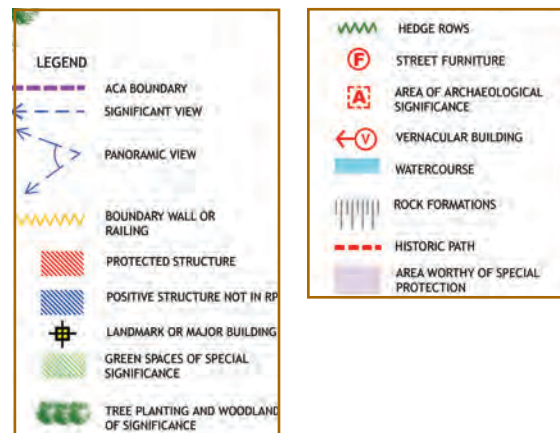 LEGEND
ACA BOUNDARY
SIGNIFICANT VIEW
PANORAMIC VIEW
BOUNDARY WALL OR
RAILING
PROTECTED STRUCTURE
POSITIVE STRUCTURE NOT IN RP
LANDMARK OR MAJOR BUILDING
GREEN SPACES OF SPECIAL
SIGNIFICANCE
TREE PLANTING AND WOODLAND
OF SIGNIFICANCE
HEDGE ROWS
F STREET FURNITURE
A AREA OF ARCHAEOLOGICAL
SIGNIFICANCE
V VERNACULAR BUILDING
WATERCOURSE
ROCK FORMATIONS
HISTORIC PATH
AREA WORTHY OF SPECIAL
PROTECTION